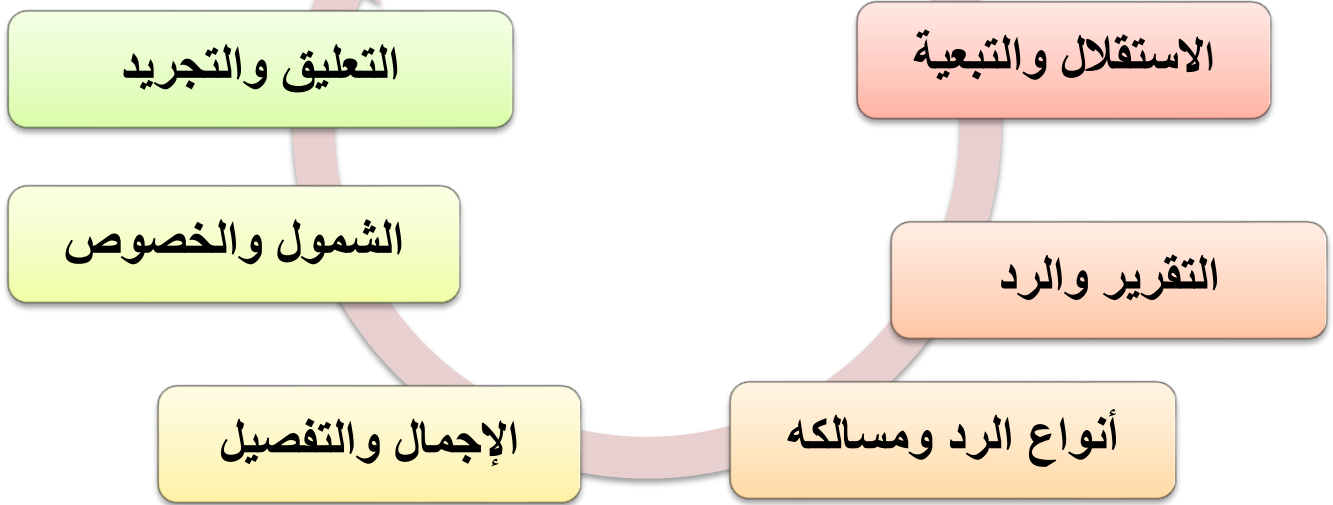 الاستقلال والتبعية
التقرير والرد
أنواع الرد ومسالكه
الإجمال والتفصيل
الشمول والخصوص
التعليق والتجريد